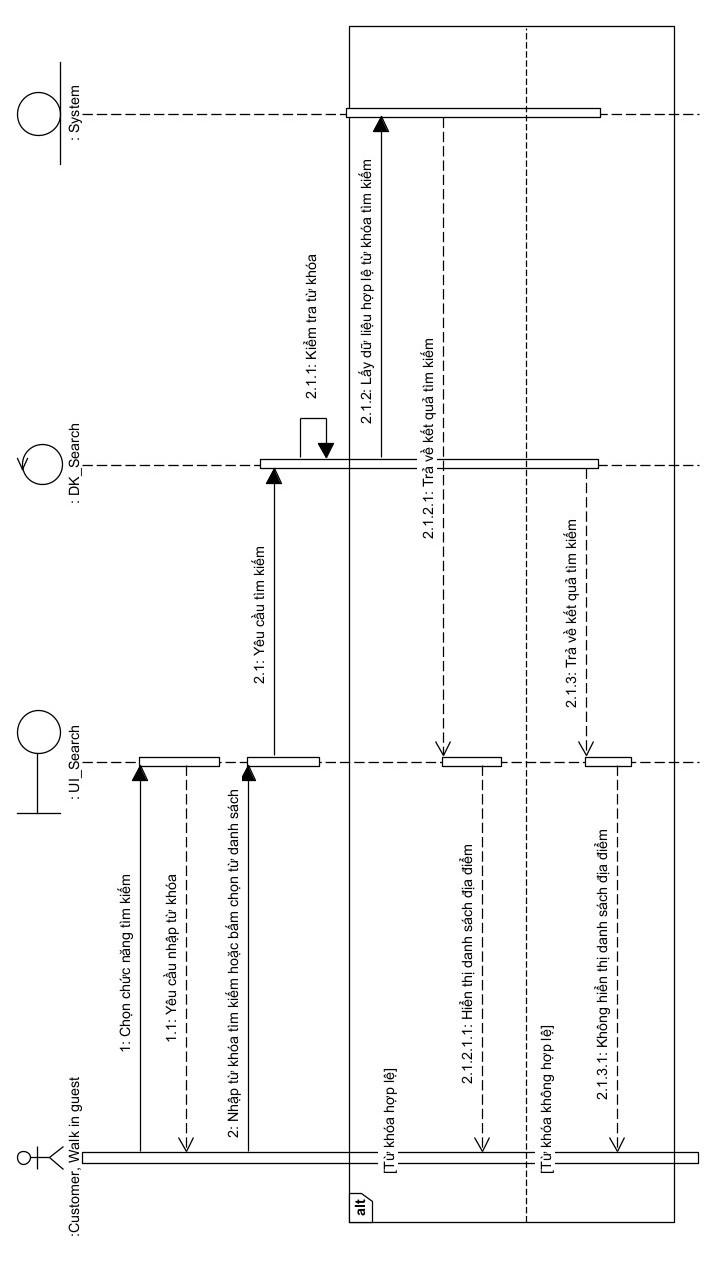 :Customer, Walk in guest
: UI_Search
: DK_Search
: System
1: Chọn chức năng tìm kiếm
1.1: Yêu cầu nhập từ khóa
2: Nhập từ khóa tìm kiếm hoặc bấm chọn từ danh sách
2.1: Yêu cầu tìm kiếm
2.1.1: Kiểm tra từ khóa
alt
2.1.2: Lấy dữ liệu hợp lệ từ khóa tìm kiếm
[Từ khóa hợp lệ]
2.1.2.1: Trả về kết quả tìm kiếm
2.1.2.1.1: Hiển thị danh sách địa điểm
[Từ khóa không hợp lệ]
2.1.3: Trả về kết quả tìm kiếm
2.1.3.1: Không hiển thị danh sách địa điểm